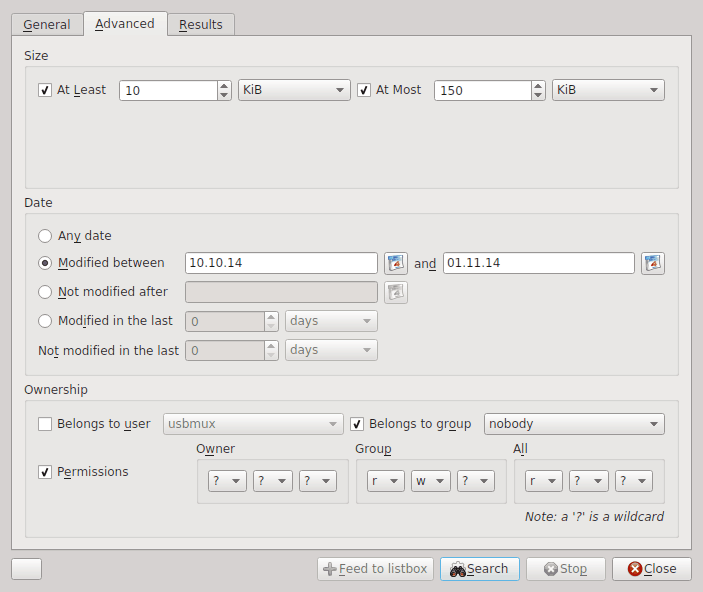 General Advanced Results
Size
At Least 10 KiB At Most 150 KiB
Date
Any date
Modified between 10.10.14 and 01.11.14
Not modified after
Modified in the last 0 days
Not modified in the last 0 days
Ownership
Belongs to user usbmux Belongs to group nobody
Owner Group All
Permissions ? ? ? r w ? r ? ?
Note: a '?' is a wildcard
Feed to listbox Search Stop Close